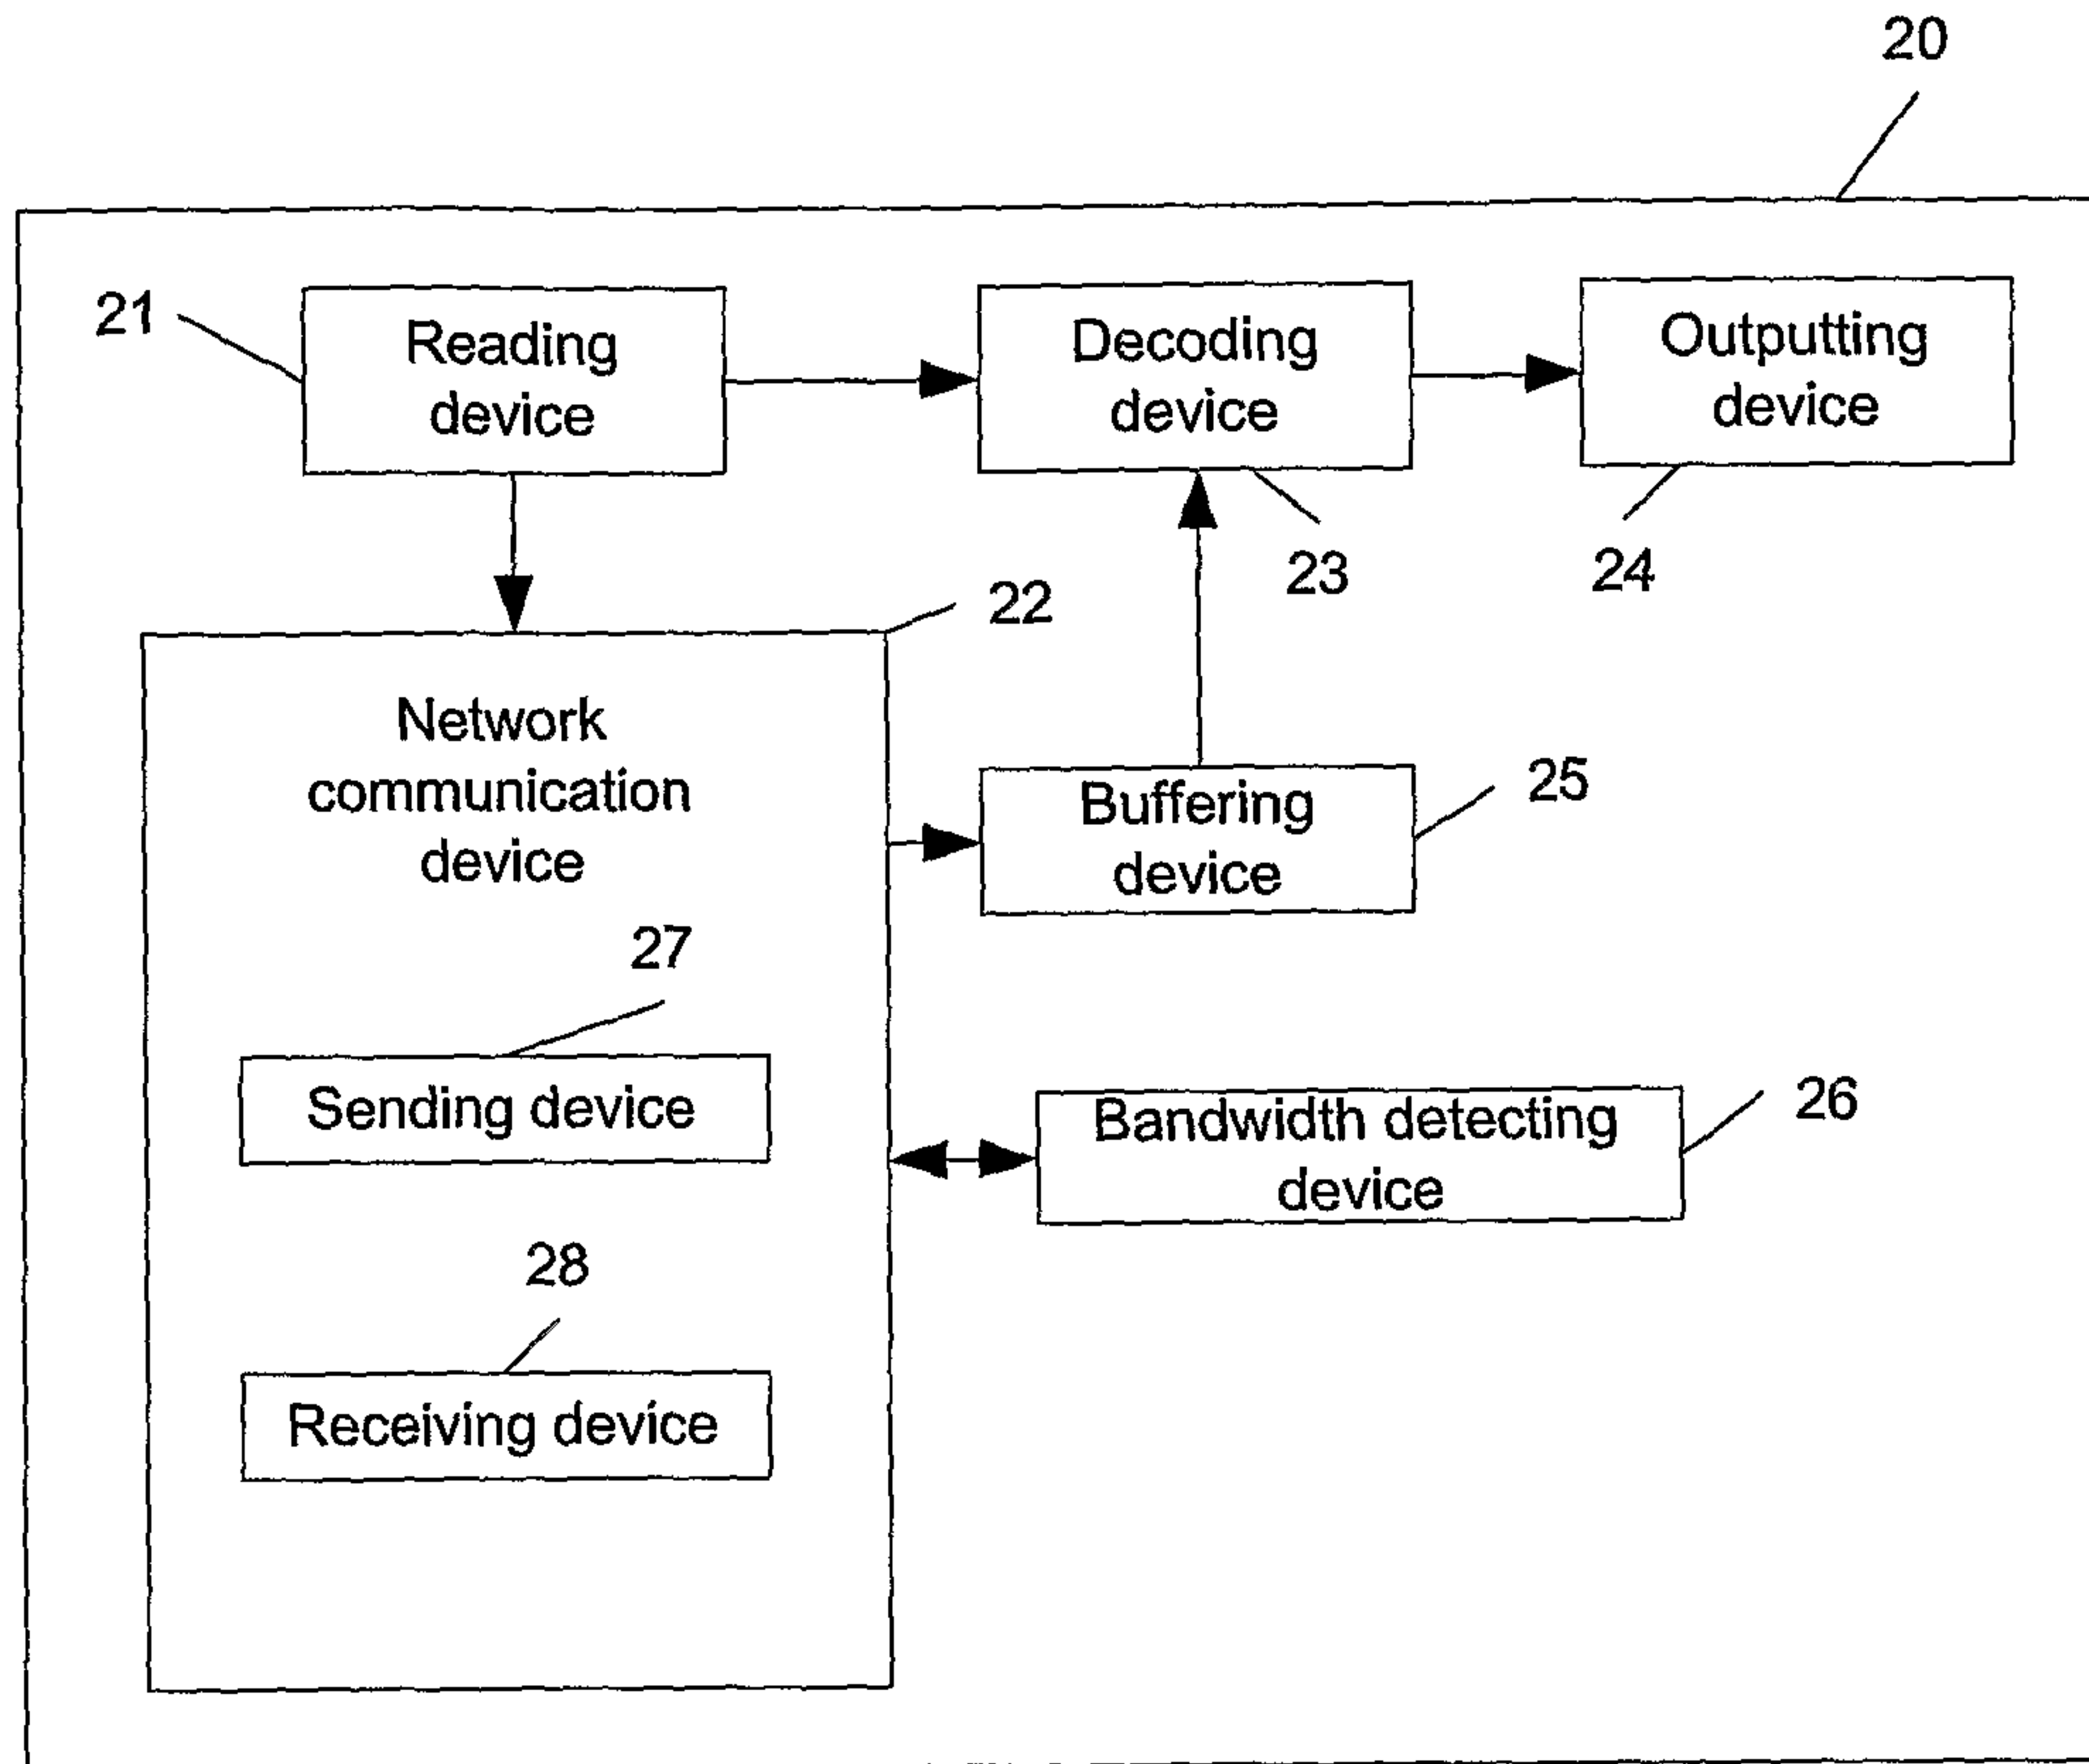 20
21
Reading
device
Decoding
device
Outputting
device
23
24
22
Network
communication
device
Buffering
device
25
27
Sending device
Bandwidth detecting
device
26
28
Receiving device